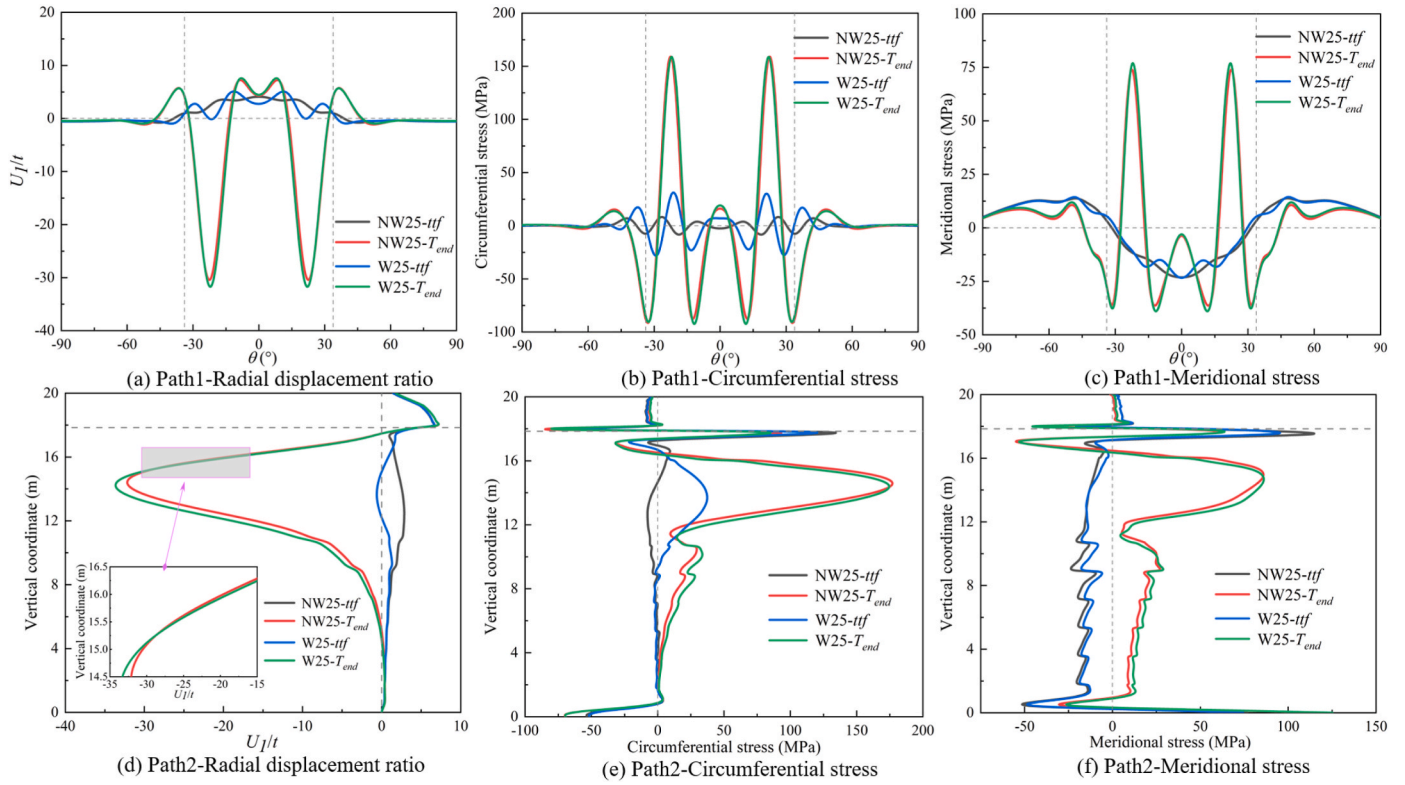 20
10
0
-10
-20
-30
-40
U1/t
-90 -60 -30 0 30 60 90
θ (°)
NW25-ttf
NW25-Tend
W25-ttf
W25-Tend
(a) Path1-Radial displacement ratio
200
150
100
50
0
-50
-100
Circumferential stress (MPa)
-90 -60 -30 0 30 60 90
θ (°)
NW25-ttf
NW25-Tend
W25-ttf
W25-Tend
(b) Path1-Circumferential stress
100
75
50
25
0
-25
-50
Meridional stress (MPa)
-90 -60 -30 0 30 60 90
θ (°)
NW25-ttf
NW25-Tend
W25-ttf
W25-Tend
(c) Path1-Meridional stress
20
16
12
8
4
0
Vertical coordinate (m)
16.5
16.0
15.5
15.0
14.5
Vertical coordinate (m)
-35 -30 -25 -20 -15
U1/t
NW25-ttf
NW25-Tend
W25-ttf
W25-Tend
-40 -30 -20 -10 0 10
U1/t
(d) Path2-Radial displacement ratio
20
16
12
8
4
0
Vertical coordinate (m)
NW25-ttf
NW25-Tend
W25-ttf
W25-Tend
-100 -50 0 50 100 150 200
Circumferential stress (MPa)
(e) Path2-Circumferential stress
20
16
12
8
4
0
Vertical coordinate (m)
NW25-ttf
NW25-Tend
W25-ttf
W25-Tend
-50 0 50 100 150
Meridional stress (MPa)
(f) Path2-Meridional stress